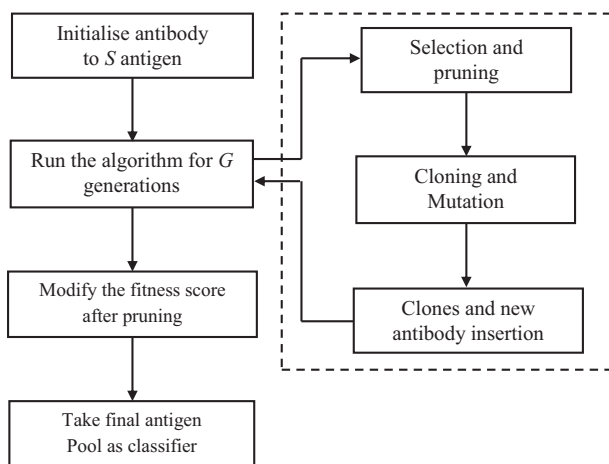 Initialise antibody
to S antigen
Run the algorithm for G
generations
Modify the fitness score
after pruning
Take final antigen
Pool as classifier
Selection and
pruning
Cloning and
Mutation
Clones and new
antibody insertion